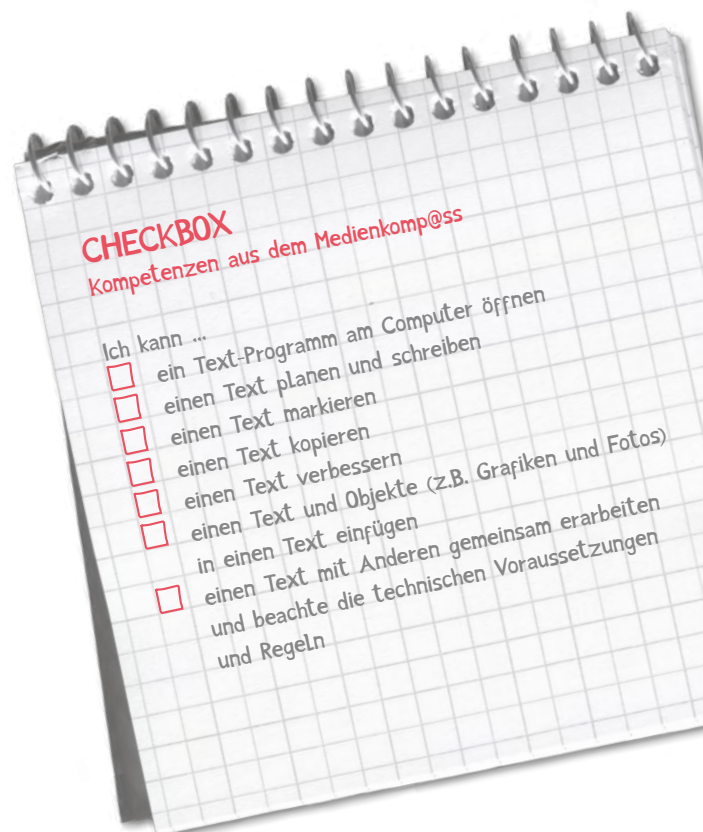 CHECKBOX
Kompetenzen aus dem Medienkomp@ss
Ich kann ...
ein Text-Programm am Computer öffnen
einen Text planen und schreiben
einen Text markieren
einen Text kopieren
einen Text verbessern
einen Text und Objekte (z.B. Grafiken und Fotos)
in einen Text einfügen
einen Text mit Anderen gemeinsam erarbeiten
und beachte die technischen Voraussetzungen
und Regeln